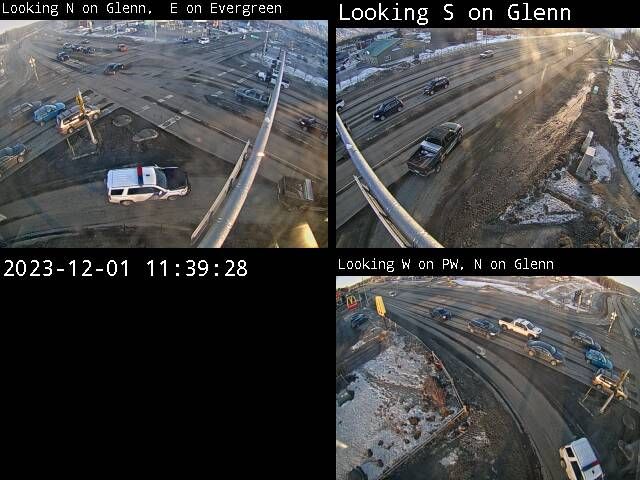 Looking N on Glenn, E on Evergreen
Looking S on Glenn
2023-12-01 11:39:28
Looking W on PW, N on Glenn